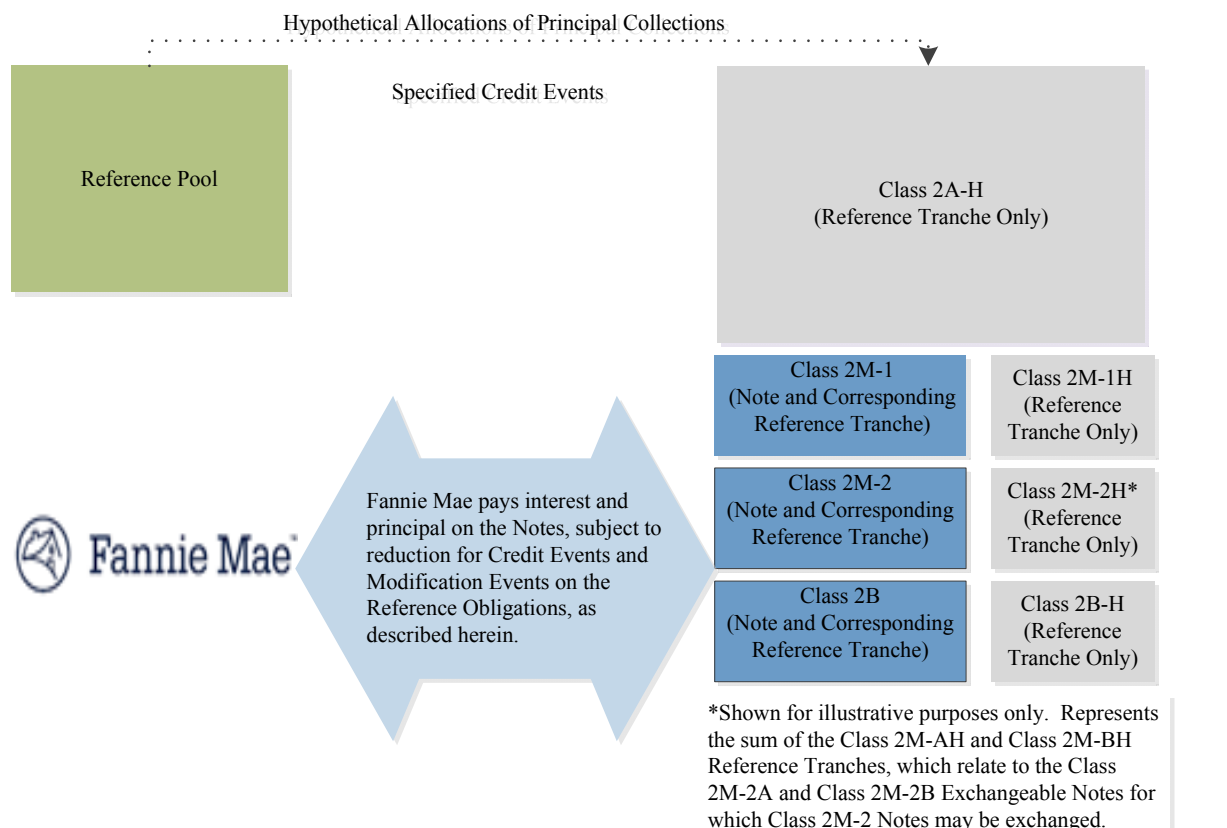 Hypothetical Allocations of Principal Collections
Specified Credit Events
Reference Pool
Class 2A-H
(Reference Tranche Only)
Class 2M-1
(Note and Corresponding
Reference Tranche)
Class 2M-1H
(Reference
Tranche Only)
Class 2M-2
(Note and Corresponding
Reference Tranche)
Class 2M-2H*
(Reference
Tranche Only)
Class 2B
(Note and Corresponding
Reference Tranche)
Class 2B-H
(Reference
Tranche Only)
Fannie Mae™
Fannie Mae pays interest and
principal on the Notes, subject to
reduction for Credit Events and
Modification Events on the
Reference Obligations, as
described herein.
*Shown for illustrative purposes only.  Represents
the sum of the Class 2M-AH and Class 2M-BH
Reference Tranches, which relate to the Class
2M-2A and Class 2M-2B Exchangeable Notes for
which Class 2M-2 Notes may be exchanged.